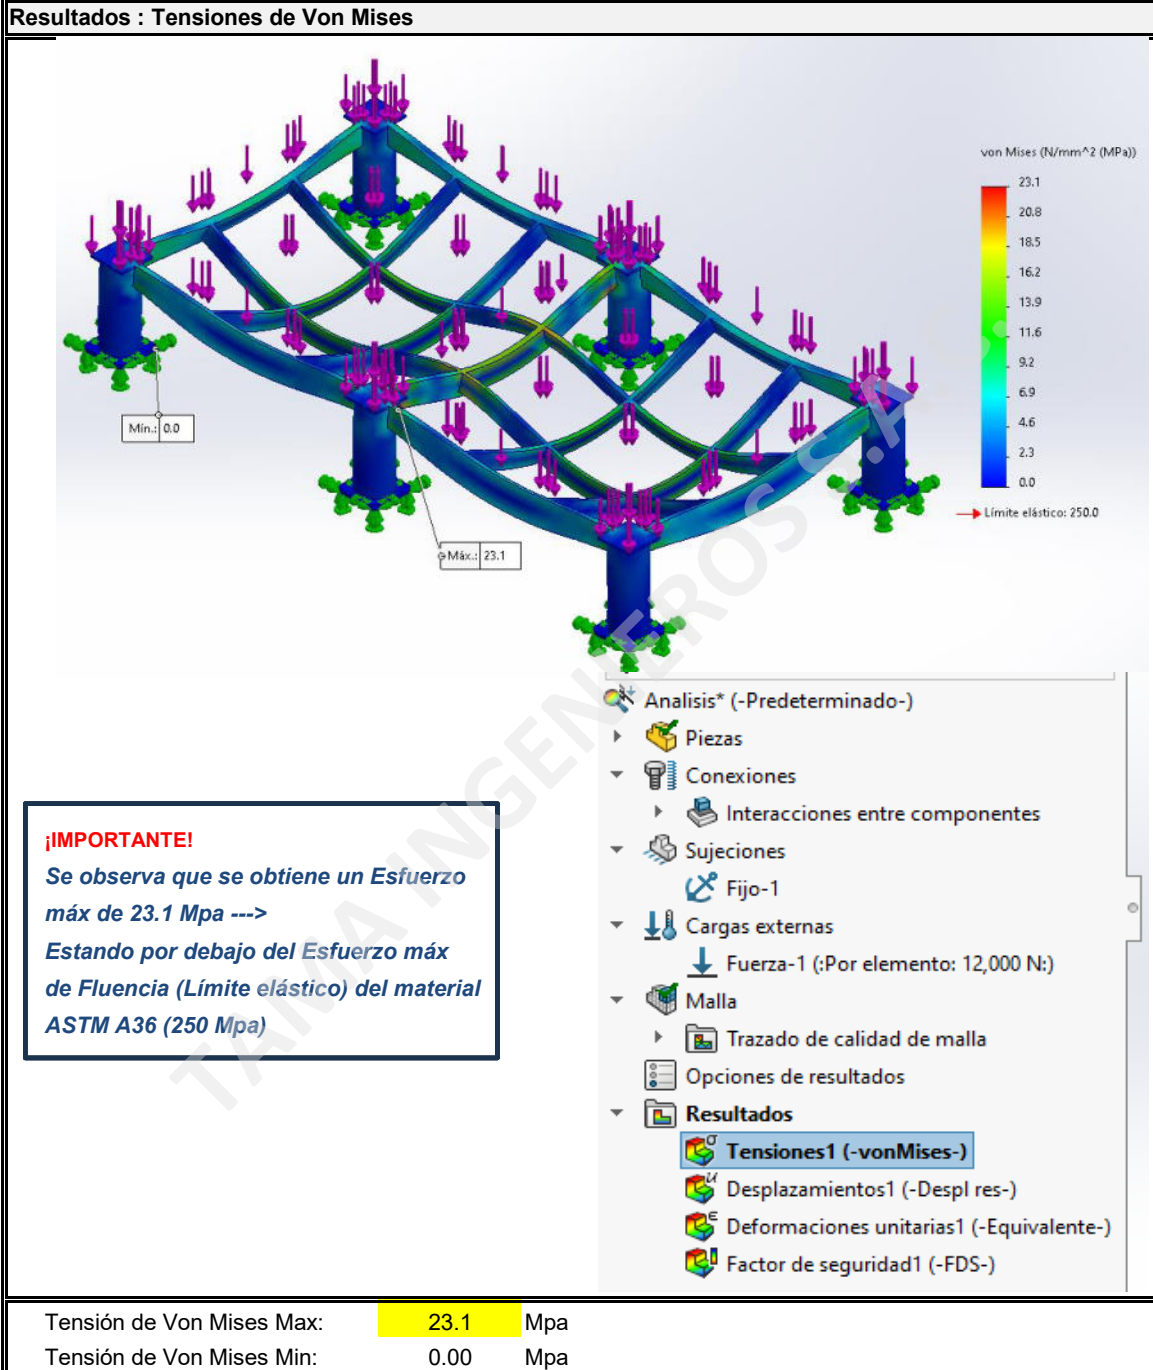 Resultados : Tensiones de Von Mises
von Mises (N/mm^2 (MPa))
23.1
20.8
18.5
16.2
13.9
11.6
9.2
6.9
4.6
2.3
0.0
Límite elástico: 250.0
Mín.: 0.0
Máx.: 23.1
Analisis* (-Predeterminado-)
Piezas
Conexiones
Interacciones entre componentes
Sujeciones
Fijo-1
Cargas externas
Fuerza-1 (:Por elemento: 12,000 N:)
Malla
Trazado de calidad de malla
Opciones de resultados
Resultados
Tensiones1 (-vonMises-)
Desplazamientos1 (-Despl res-)
Deformaciones unitarias1 (-Equivalente-)
Factor de seguridad1 (-FDS-)
¡IMPORTANTE!
Se observa que se obtiene un Esfuerzo
máx de 23.1 Mpa --->
Estando por debajo del Esfuerzo máx
de Fluencia (Límite elástico) del material
ASTM A36 (250 Mpa)
TAMA INGENIEROS S.A.
Tensión de Von Mises Max: 23.1 Mpa
Tensión de Von Mises Min: 0.00 Mpa